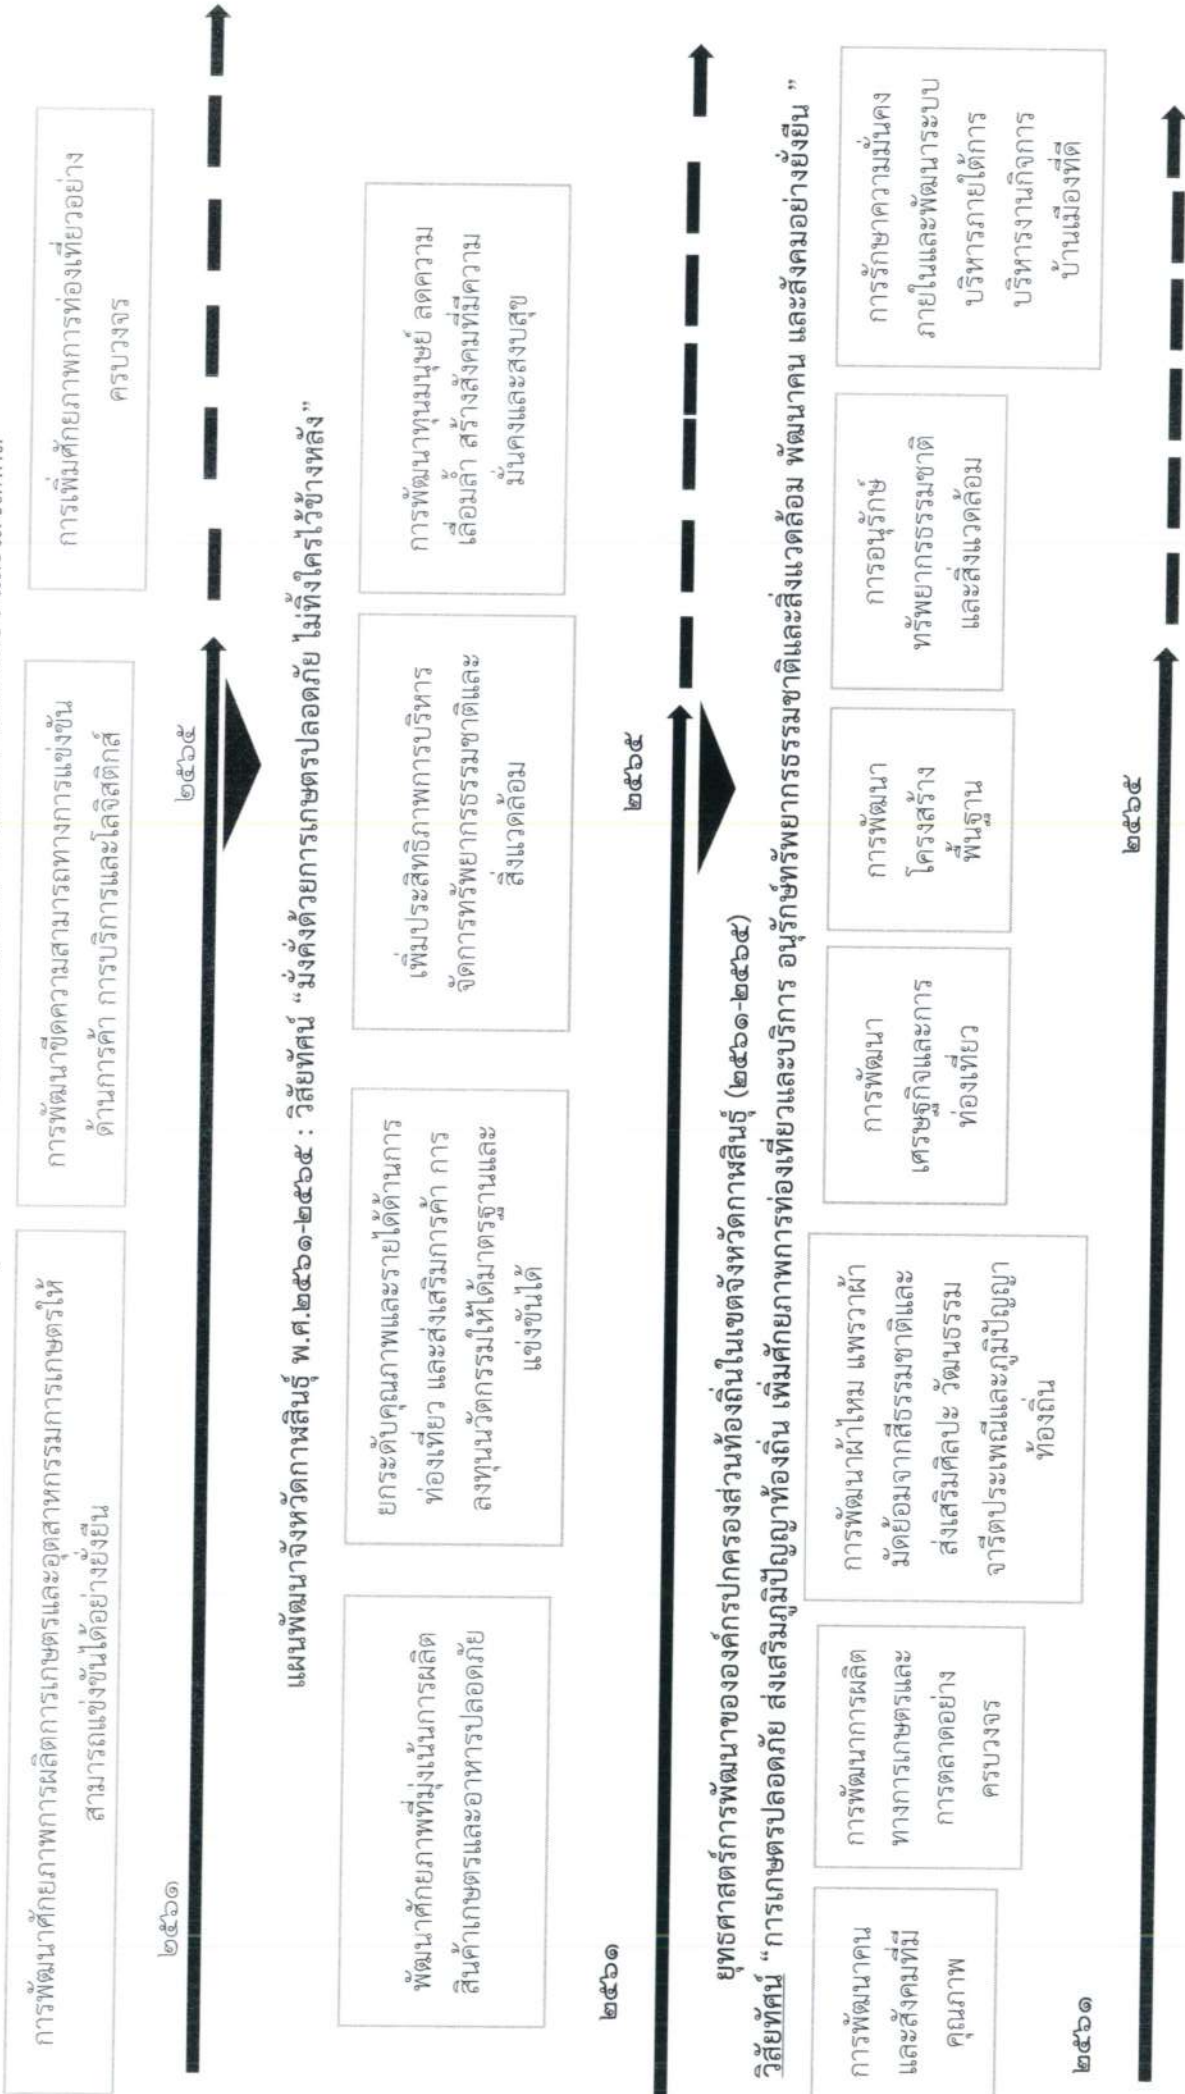 การพัฒนาศักยภาพการผลิตการเกษตรและอุตสาหกรรมการเกษตรให้
สามารถแข่งขันได้อย่างยั่งยืน
การพัฒนาขีดความสามารถทางการแข่งขัน
ด้านการค้า การบริการและโลจิสติกส์
การเพิ่มศักยภาพการท่องเที่ยวอย่าง
ครบวงจร
๒๕๖๑
๒๕๖๕
แผนพัฒนาจังหวัดกาฬสินธุ์ พ.ศ.๒๕๖๑-๒๕๖๕ : วิสัยทัศน์ “มั่งคั่งด้วยการเกษตรปลอดภัย ไม่ทิ้งใครไว้ข้างหลัง”
พัฒนาศักยภาพที่มุ่งเน้นการผลิต
สินค้าเกษตรและอาหารปลอดภัย
ยกระดับคุณภาพและรายได้ด้านการ
ท่องเที่ยว และส่งเสริมการค้า การ
ลงทุนนวัตกรรมให้ได้มาตรฐานและ
แข่งขันได้
เพิ่มประสิทธิภาพการบริหาร
จัดการทรัพยากรธรรมชาติและ
สิ่งแวดล้อม
การพัฒนาทุนมนุษย์ ลดความ
เลื่อมล้ำ สร้างสังคมที่มีความ
มั่นคงและสงบสุข
๒๕๖๑
๒๕๖๕
ยุทธศาสตร์การพัฒนาขององค์กรปกครองส่วนท้องถิ่นในเขตจังหวัดกาฬสินธุ์ (๒๕๖๑-๒๕๖๕)
วิสัยทัศน์ “การเกษตรปลอดภัย ส่งเสริมภูมิปัญญาท้องถิ่น เพิ่มศักยภาพการท่องเที่ยวและบริการ อนุรักษ์ทรัพยากรธรรมชาติและสิ่งแวดล้อม พัฒนาคน และสังคมอย่างยั่งยืน ”
การพัฒนาคน
และสังคมที่มี
คุณภาพ
การพัฒนาการผลิต
ทางการเกษตรและ
การตลาดอย่าง
ครบวงจร
การพัฒนาผ้าไหม แพรวาผ้า
มัดย้อมจากสีธรรมชาติและ
ส่งเสริมศิลปะ วัฒนธรรม
จารีตประเพณีและภูมิปัญญา
ท้องถิ่น
การพัฒนา
เศรษฐกิจและการ
ท่องเที่ยว
การพัฒนา
โครงสร้าง
พื้นฐาน
การอนุรักษ์
ทรัพยากรธรรมชาติ
และสิ่งแวดล้อม
การรักษาความมั่นคง
ภายในและพัฒนาระบบ
บริหารภายใต้การ
บริหารงานกิจการ
บ้านเมืองที่ดี
๒๕๖๑
๒๕๖๕